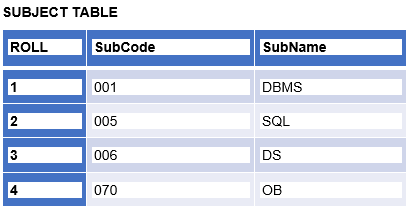 SUBJECT TABLE
ROLL SubCode SubName
1 001 DBMS
2 005 SQL
3 006 DS
4 070 OB